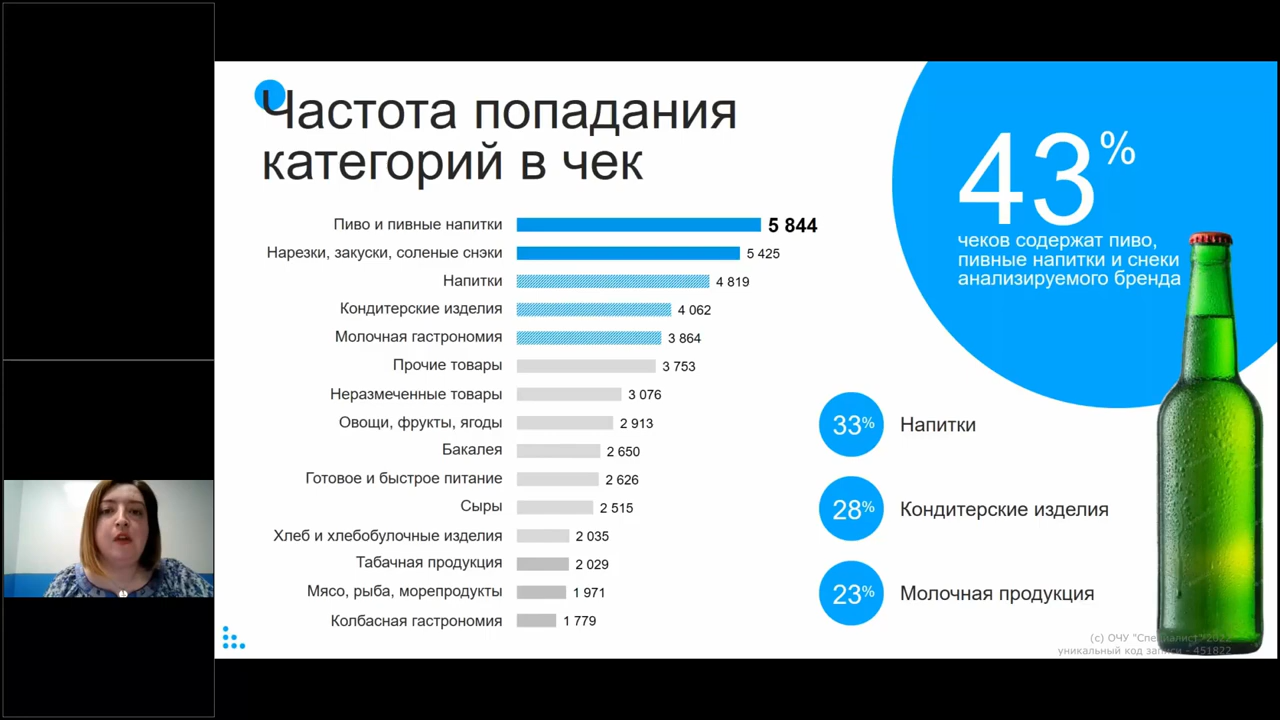 Частота попадания
категорий в чек
Пиво и пивные напитки 5 844
Нарезки, закуски, соленые снэки 5 425
Напитки 4 819
Кондитерские изделия 4 062
Молочная гастрономия 3 864
Прочие товары 3 753
Неразмеченные товары 3 076
Овощи, фрукты, ягоды 2 913
Бакалея 2 650
Готовое и быстрое питание 2 626
Сыры 2 515
Хлеб и хлебобулочные изделия 2 035
Табачная продукция 2 029
Мясо, рыба, морепродукты 1 971
Колбасная гастрономия 1 779
43%
чеков содержат пиво,
пивные напитки и снеки
анализируемого бренда
33% Напитки
28% Кондитерские изделия
23% Молочная продукция
(с) ОЧУ "Специалист", 2022
уникальный код записи - 451822